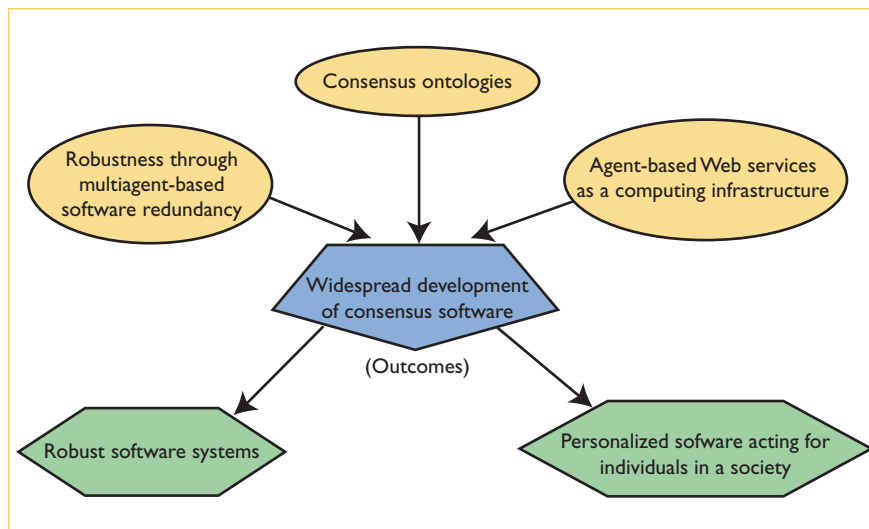 Consensus ontologies
Robustness through
multiagent-based
software redundancy
Agent-based Web services
as a computing infrastructure
Widespread development
of consensus software
(Outcomes)
Robust software systems
Personalized sofware acting for
individuals in a society